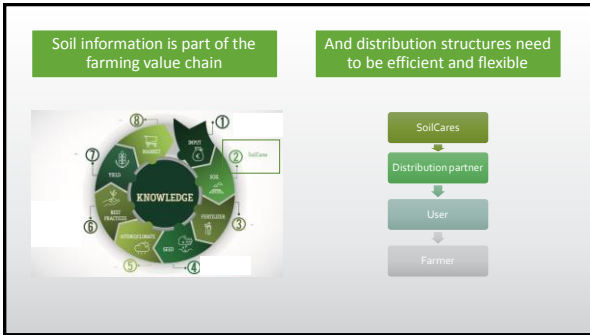 Soil information is part of the
farming value chain
And distribution structures need
to be efficient and flexible
8
1
MARKET
INPUT
7
2
SoilCares
YIELD
SOIL
KNOWLEDGE
BEST
PRACTICES
FERTILIZER
6
3
HYDROCLIMATE
SEED
5
4
SoilCares
Distribution partner
User
Farmer